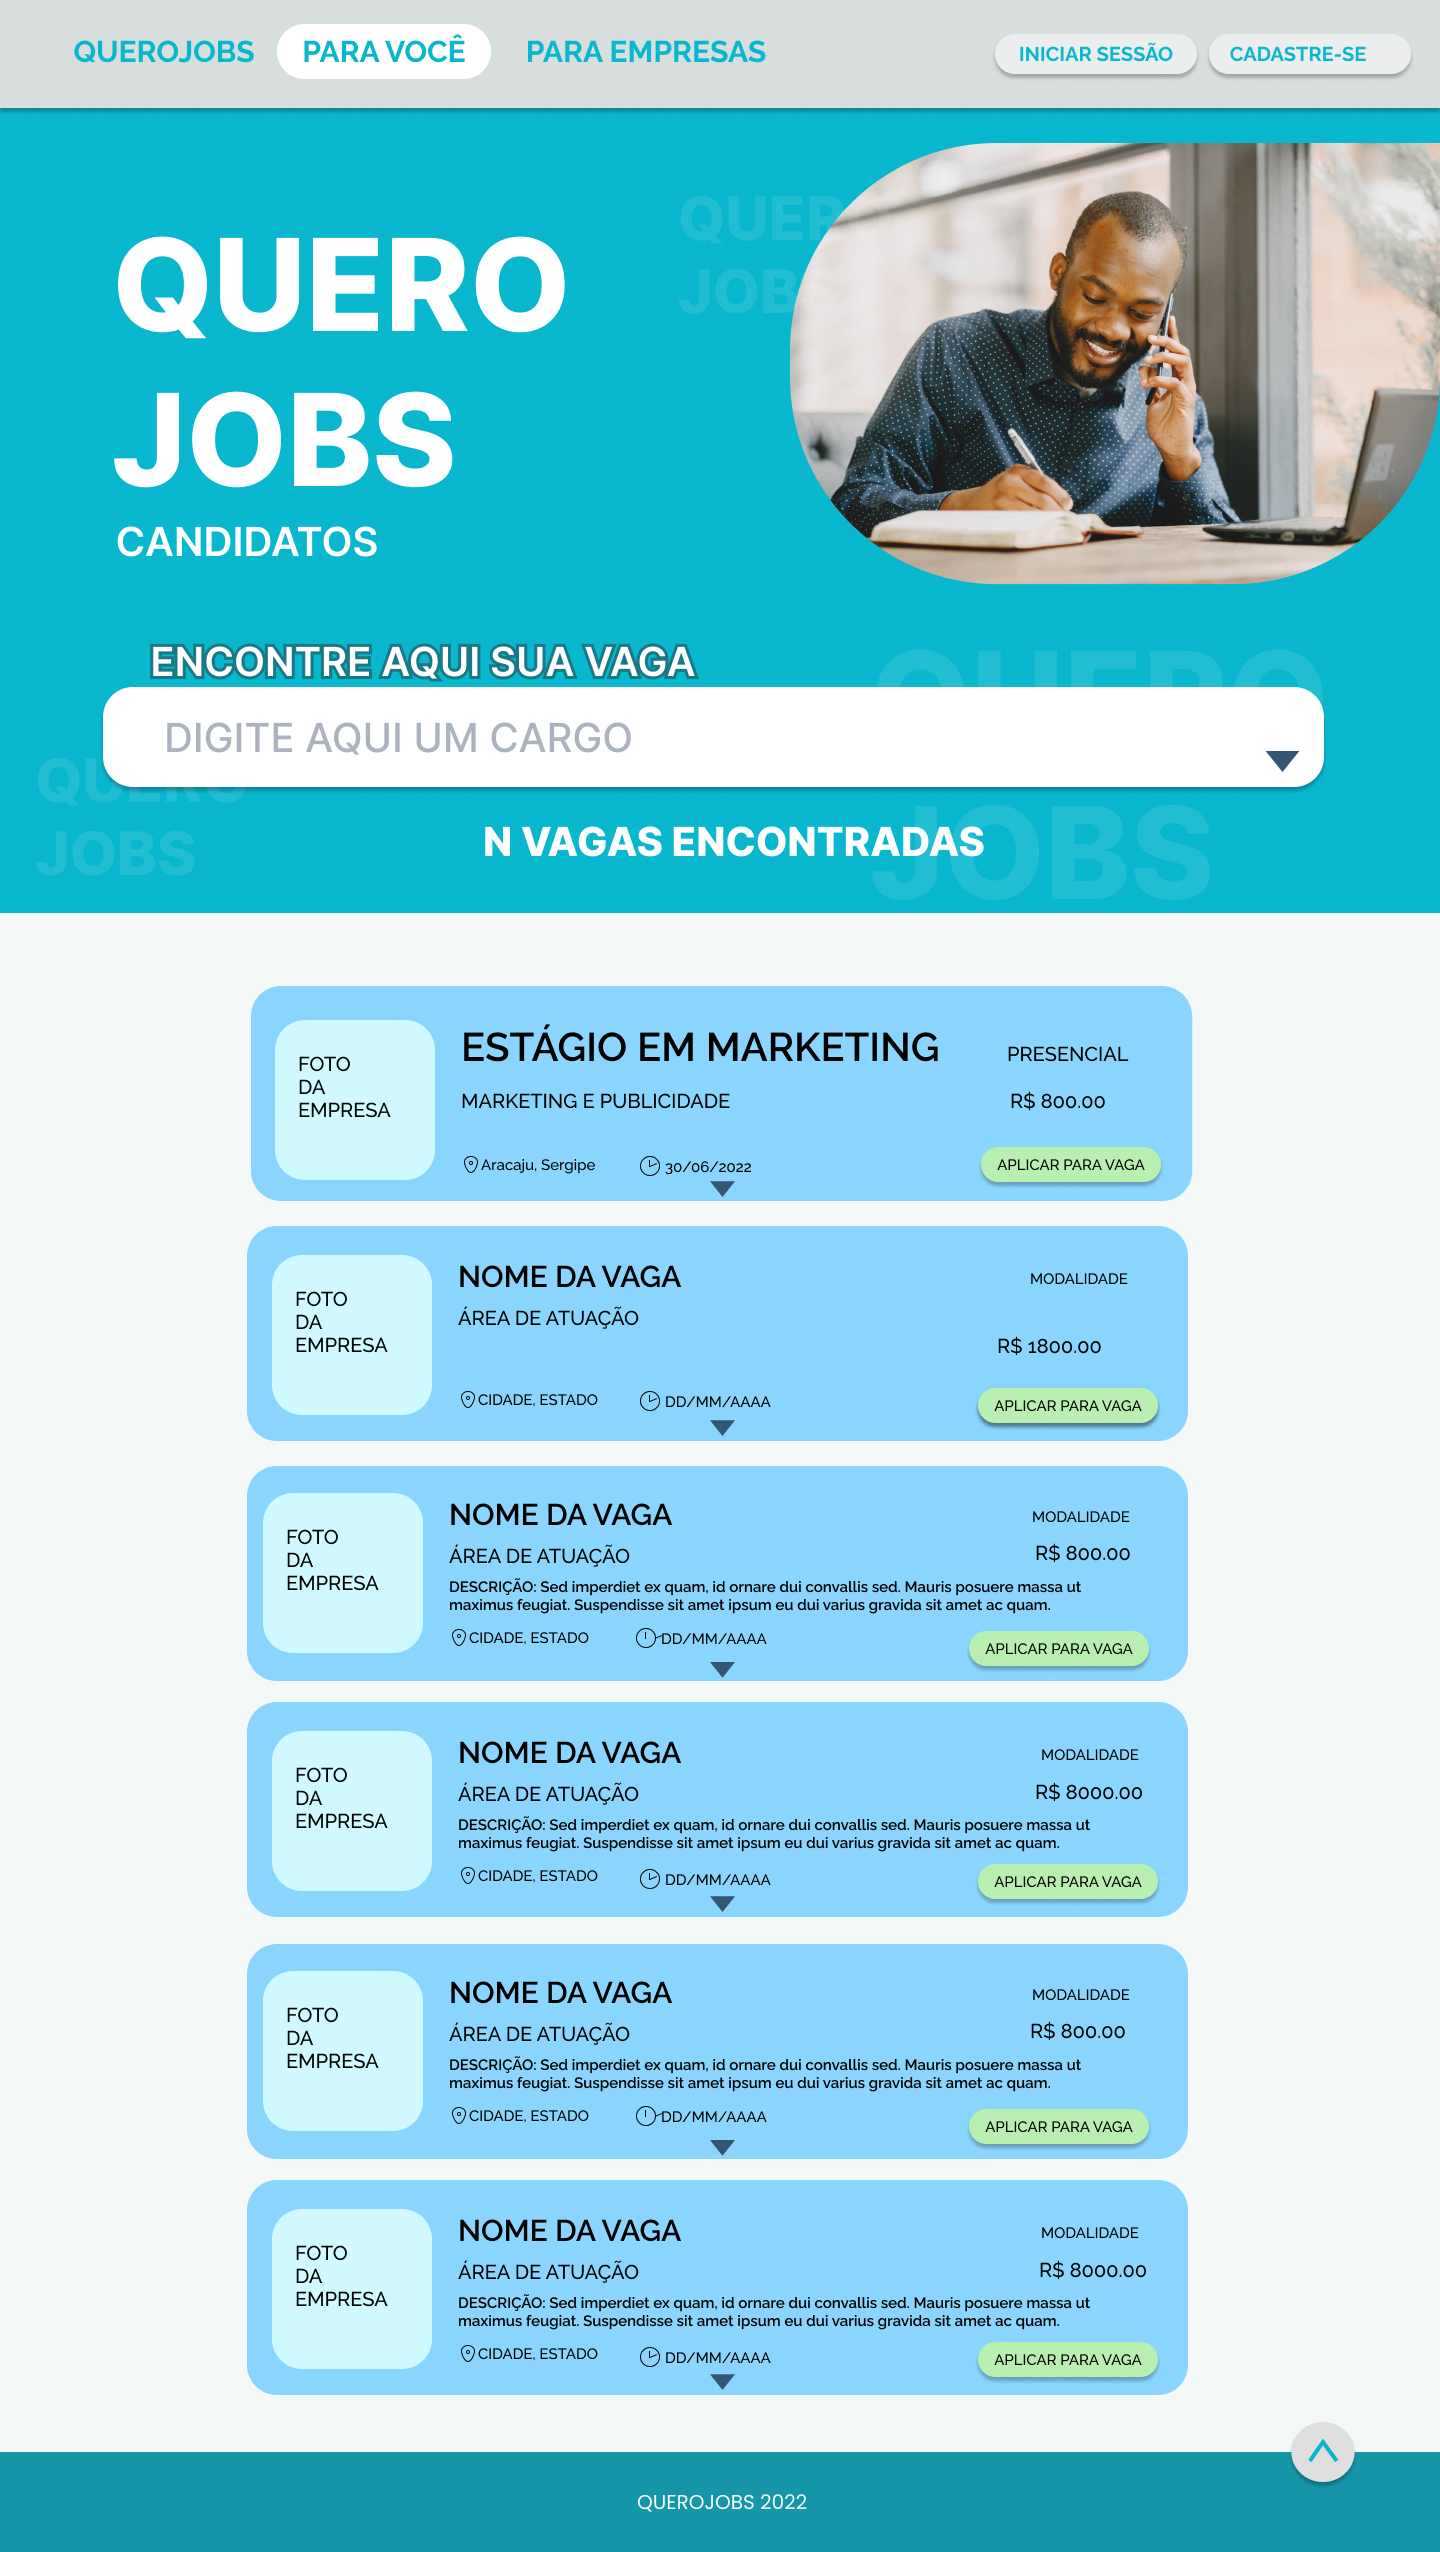 QUEROJOBS
PARA VOCÊ
PARA EMPRESAS
INICIAR SESSÃO
CADASTRE-SE
QUERO
JOBS
QUERO
JOBS
CANDIDATOS
ENCONTRE AQUI SUA VAGA
QUERO
DIGITE AQUI UM CARGO
QUERO
JOBS
N VAGAS ENCONTRADAS
JOBS
FOTO
DA
EMPRESA
ESTÁGIO EM MARKETING
PRESENCIAL
MARKETING E PUBLICIDADE
R$ 800.00
Aracaju, Sergipe
30/06/2022
APLICAR PARA VAGA
FOTO
DA
EMPRESA
NOME DA VAGA
MODALIDADE
ÁREA DE ATUAÇÃO
R$ 1800.00
CIDADE, ESTADO
DD/MM/AAAA
APLICAR PARA VAGA
FOTO
DA
EMPRESA
NOME DA VAGA
MODALIDADE
ÁREA DE ATUAÇÃO
R$ 800.00
DESCRIÇÃO: Sed imperdiet ex quam, id ornare dui convallis sed. Mauris posuere massa ut
maximus feugiat. Suspendisse sit amet ipsum eu dui varius gravida sit amet ac quam.
CIDADE, ESTADO
DD/MM/AAAA
APLICAR PARA VAGA
FOTO
DA
EMPRESA
NOME DA VAGA
MODALIDADE
ÁREA DE ATUAÇÃO
R$ 8000.00
DESCRIÇÃO: Sed imperdiet ex quam, id ornare dui convallis sed. Mauris posuere massa ut
maximus feugiat. Suspendisse sit amet ipsum eu dui varius gravida sit amet ac quam.
CIDADE, ESTADO
DD/MM/AAAA
APLICAR PARA VAGA
FOTO
DA
EMPRESA
NOME DA VAGA
MODALIDADE
ÁREA DE ATUAÇÃO
R$ 800.00
DESCRIÇÃO: Sed imperdiet ex quam, id ornare dui convallis sed. Mauris posuere massa ut
maximus feugiat. Suspendisse sit amet ipsum eu dui varius gravida sit amet ac quam.
CIDADE, ESTADO
DD/MM/AAAA
APLICAR PARA VAGA
FOTO
DA
EMPRESA
NOME DA VAGA
MODALIDADE
ÁREA DE ATUAÇÃO
R$ 8000.00
DESCRIÇÃO: Sed imperdiet ex quam, id ornare dui convallis sed. Mauris posuere massa ut
maximus feugiat. Suspendisse sit amet ipsum eu dui varius gravida sit amet ac quam.
CIDADE, ESTADO
DD/MM/AAAA
APLICAR PARA VAGA
QUEROJOBS 2022